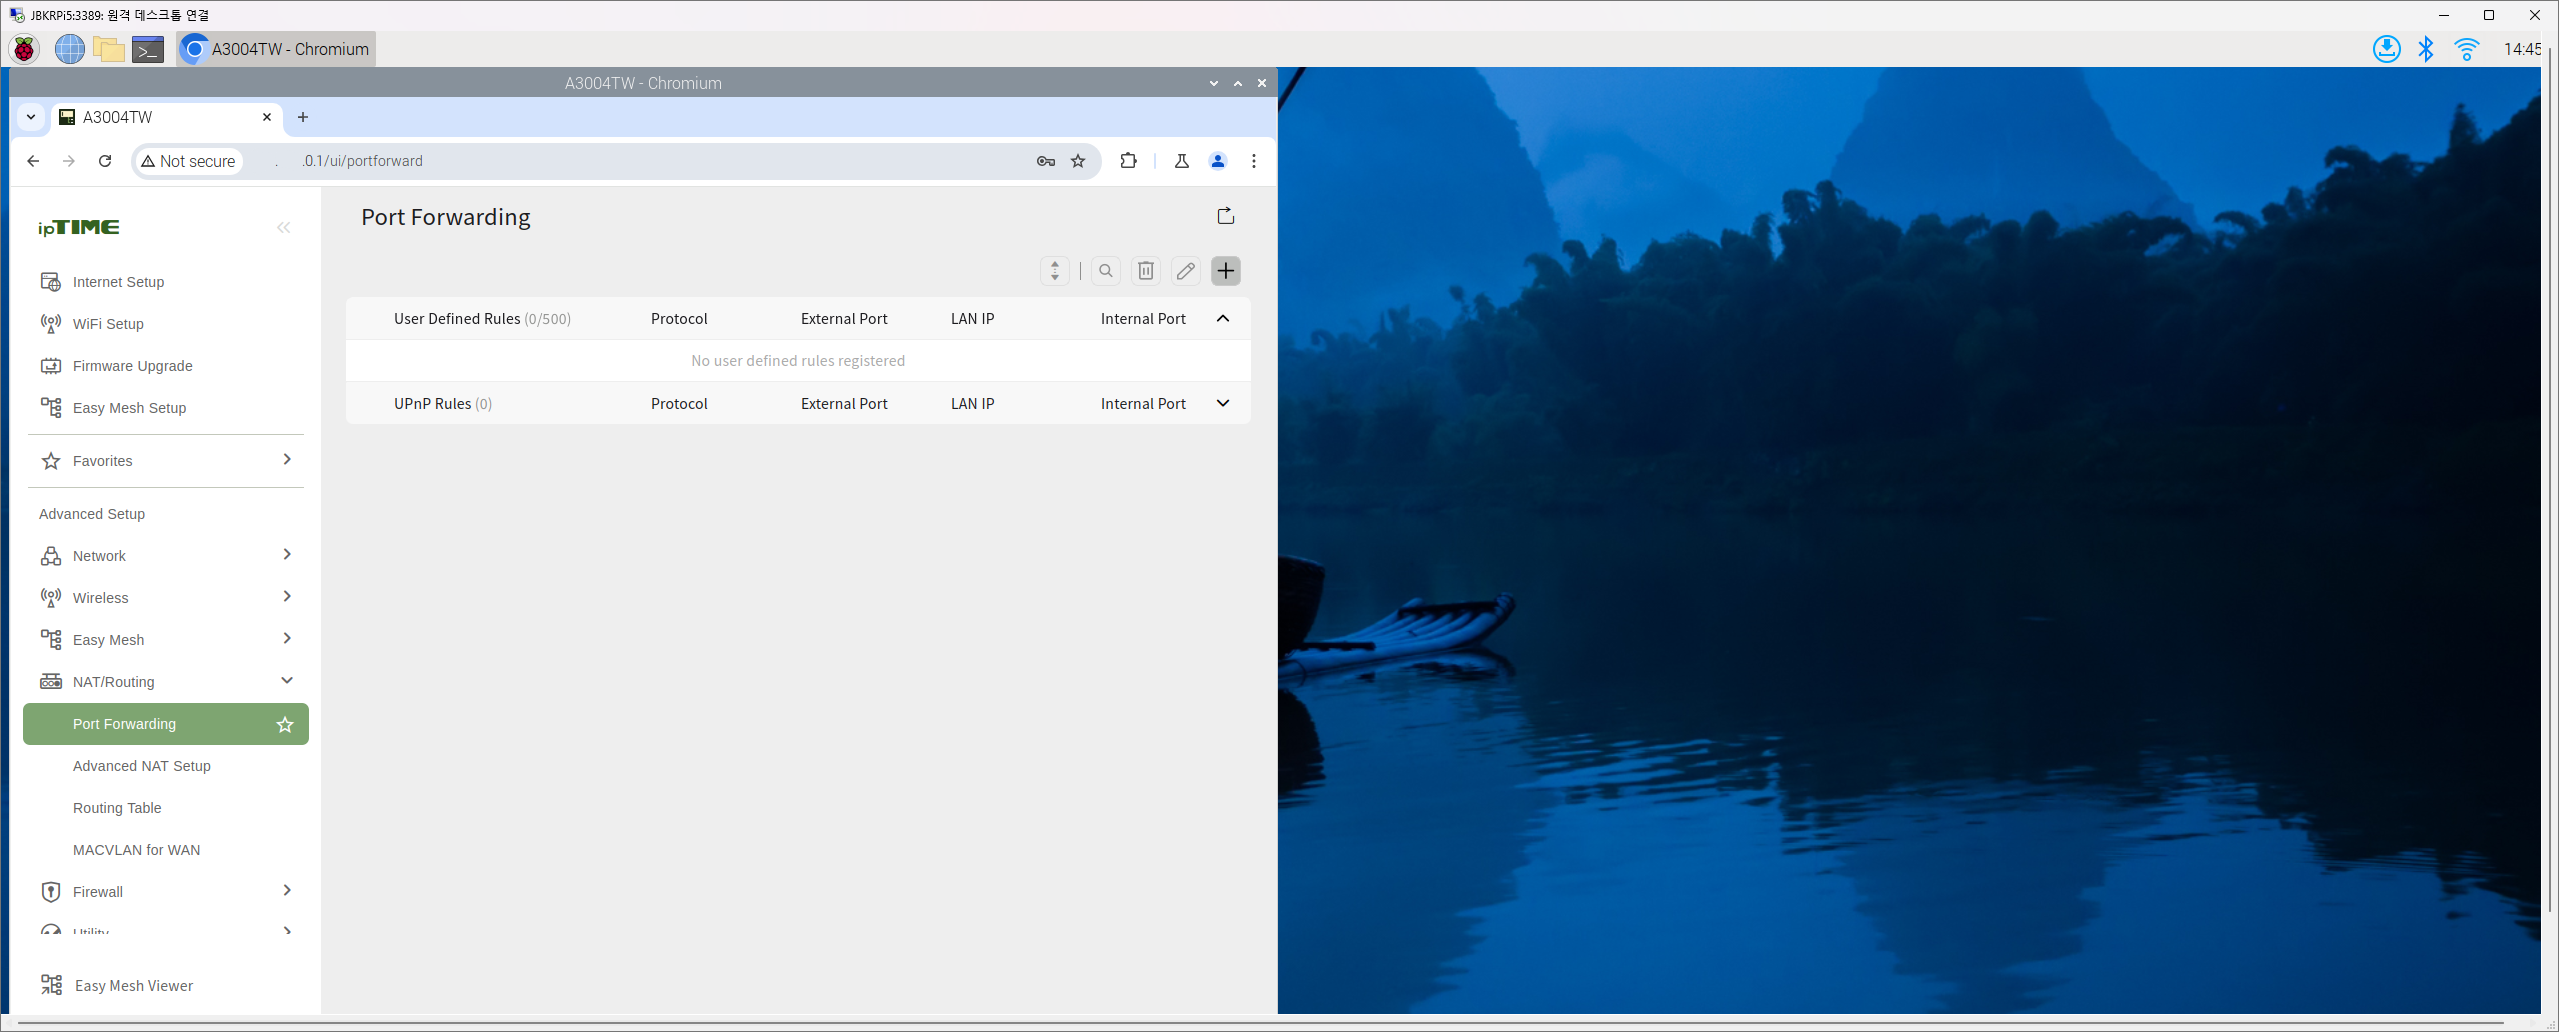 JBKRPi5:3389: 원격 데스크톱 연결
A3004TW - Chromium
14:45
A3004TW - Chromium
A3004TW
Not secure . .0.1/ui/portforward
ipTIME
Internet Setup
WiFi Setup
Firmware Upgrade
Easy Mesh Setup
Favorites
Advanced Setup
Network
Wireless
Easy Mesh
NAT/Routing
Port Forwarding
Advanced NAT Setup
Routing Table
MACVLAN for WAN
Firewall
Utility
Easy Mesh Viewer
Port Forwarding
User Defined Rules (0/500) Protocol External Port LAN IP Internal Port
No user defined rules registered
UPnP Rules (0) Protocol External Port LAN IP Internal Port